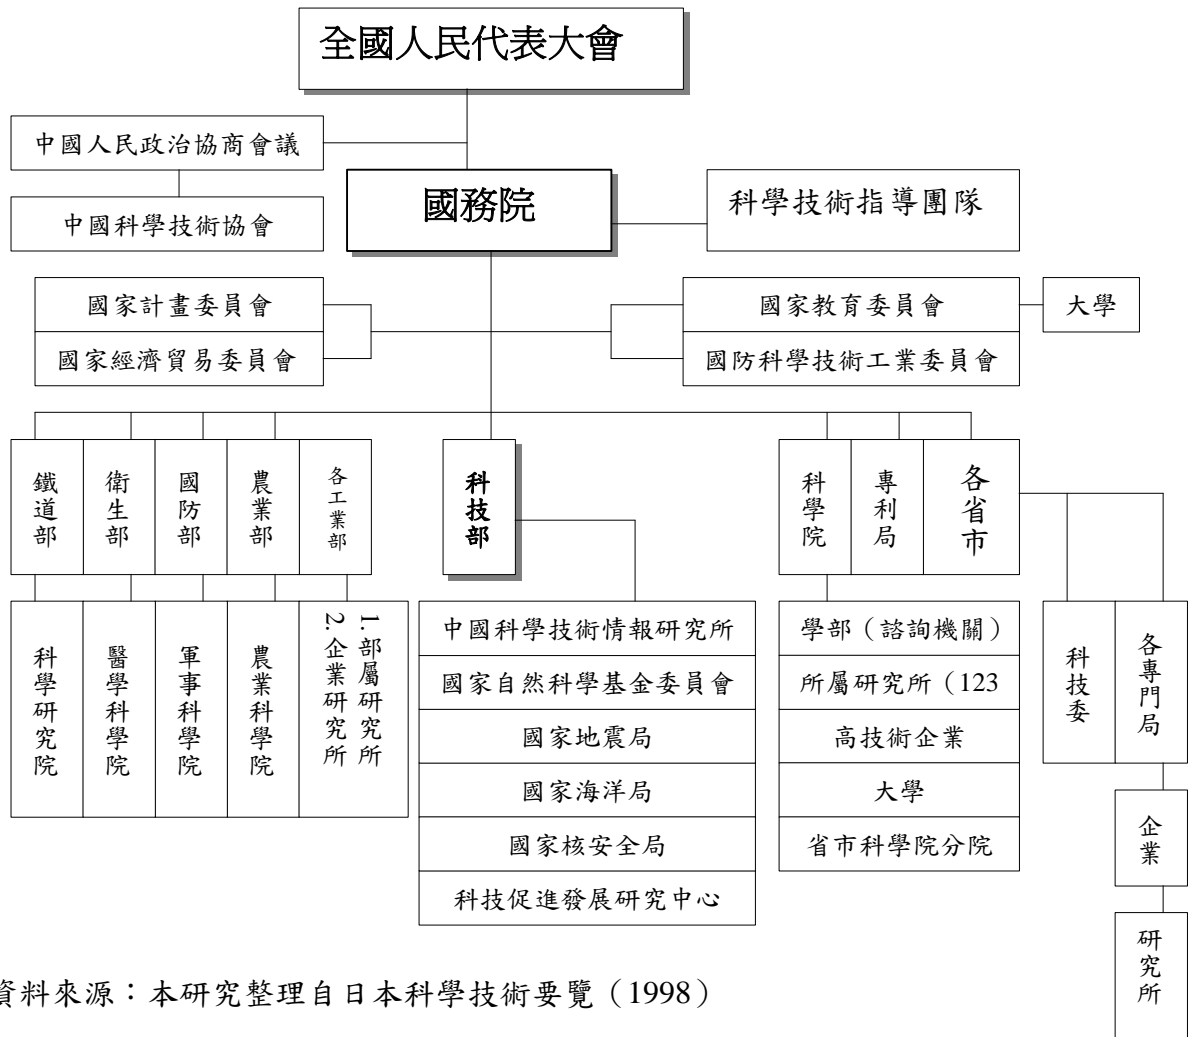 全國人民代表大會
中國人民政治協商會議
國務院
科學技術指導團隊
中國科學技術協會
國家計畫委員會
國家教育委員會
大學
國家經濟貿易委員會
國防科學技術工業委員會
鐵道部
衛生部
國防部
農業部
各工業部
科技部
科學院
專利局
各省市
科學研究院
醫學科學院
軍事科學院
農業科學院
1.部屬研究所
2.企業研究所
中國科學技術情報研究所
國家自然科學基金委員會
國家地震局
國家海洋局
國家核安全局
科技促進發展研究中心
學部（諮詢機關）
所屬研究所（123
高技術企業
大學
省市科學院分院
科技委
各專門局
企業
研究所
資料來源：本研究整理自日本科學技術要覽（1998）